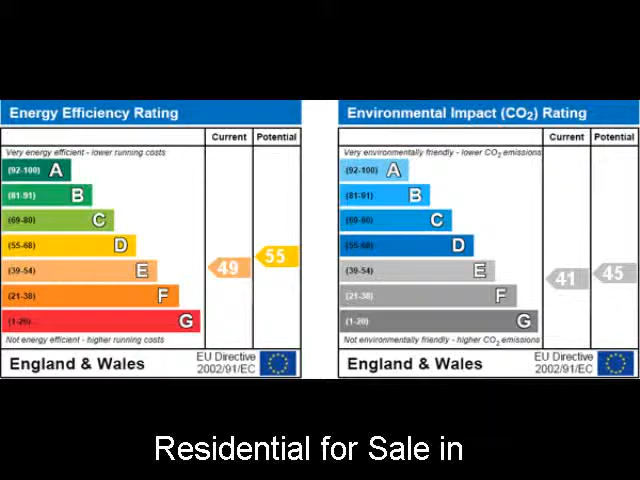 Energy Efficiency Rating
Current Potential
Very energy efficient - lower running costs
(92-100) A
(81-91) B
(69-80) C
(55-68) D
(39-54) E
(21-38) F
(1-20) G
49
55
Not energy efficient - higher running costs
England & Wales
EU Directive
2002/91/EC
Environmental Impact (CO2) Rating
Current Potential
Very environmentally friendly - lower CO2 emissions
(92-100) A
(81-91) B
(69-80) C
(55-68) D
(39-54) E
(21-38) F
(1-20) G
41
45
Not environmentally friendly - higher CO2 emissions
England & Wales
EU Directive
2002/91/EC
Residential for Sale in